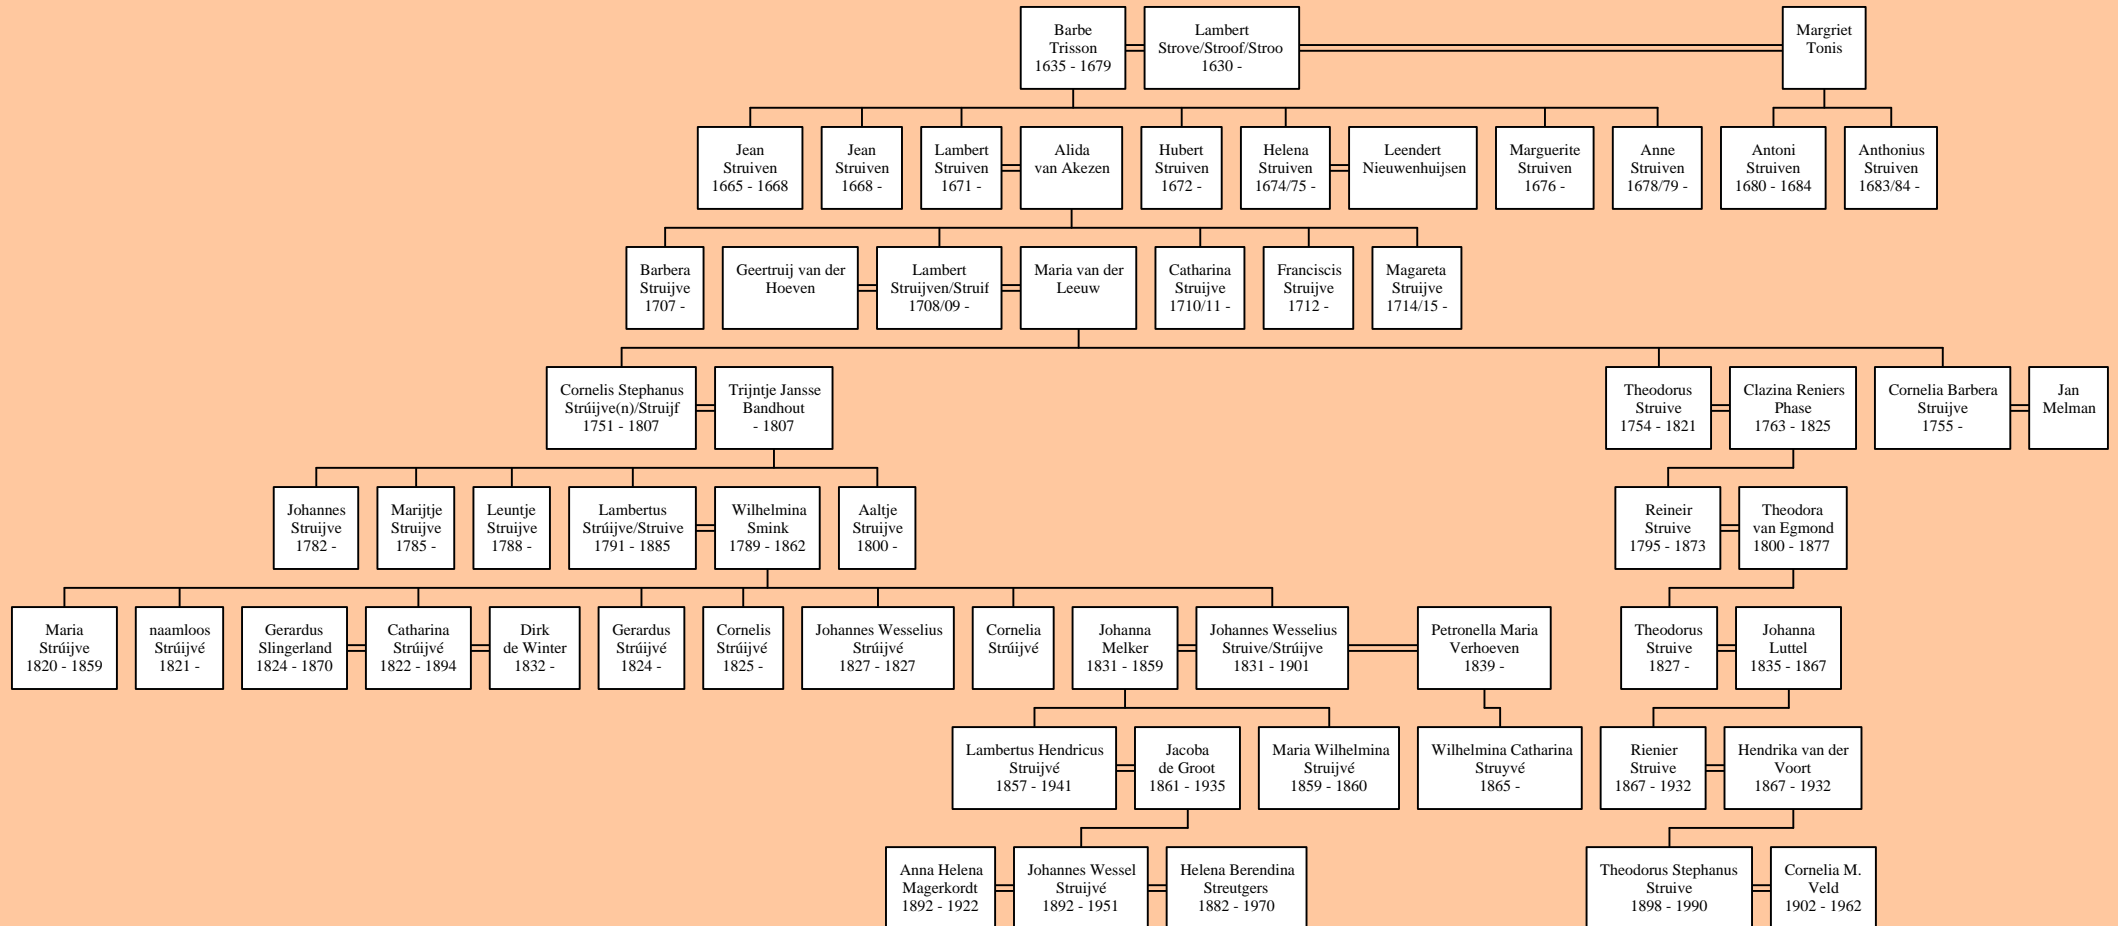 Barbe
Trisson
1635 - 1679
Lambert
Strove/Stroof/Stroo
1630 -
Margriet
Tonis
Jean
Struiven
1665 - 1668
Jean
Struiven
1668 -
Lambert
Struiven
1671 -
Alida
van Akezen
Hubert
Struiven
1672 -
Helena
Struiven
1674/75 -
Leendert
Nieuwenhuijsen
Marguerite
Struiven
1676 -
Anne
Struiven
1678/79 -
Antoni
Struiven
1680 - 1684
Anthonius
Struiven
1683/84 -
Barbera
Struijve
1707 -
Geertruij van der
Hoeven
Lambert
Struijven/Struif
1708/09 -
Maria van der
Leeuw
Catharina
Struijve
1710/11 -
Franciscis
Struijve
1712 -
Magareta
Struijve
1714/15 -
Cornelis Stephanus
Strúijve(n)/Struijf
1751 - 1807
Trijntje Jansse
Bandhout
- 1807
Theodorus
Struive
1754 - 1821
Clazina Reniers
Phase
1763 - 1825
Cornelia Barbera
Struijve
1755 -
Jan
Melman
Johannes
Struijve
1782 -
Marijtje
Struijve
1785 -
Leuntje
Struijve
1788 -
Lambertus
Strúijve/Struive
1791 - 1885
Wilhelmina
Smink
1789 - 1862
Aaltje
Struijve
1800 -
Reineir
Struive
1795 - 1873
Theodora
van Egmond
1800 - 1877
Maria
Strúijve
1820 - 1859
naamloos
Strúijvé
1821 -
Gerardus
Slingerland
1824 - 1870
Catharina
Strúijvé
1822 - 1894
Dirk
de Winter
1832 -
Gerardus
Strúijvé
1824 -
Cornelis
Strúijvé
1825 -
Johannes Wesselius
Strúijvé
1827 - 1827
Cornelia
Strúijvé
Johanna
Melker
1831 - 1859
Johannes Wesselius
Struive/Strúijve
1831 - 1901
Petronella Maria
Verhoeven
1839 -
Theodorus
Struive
1827 -
Johanna
Luttel
1835 - 1867
Lambertus Hendricus
Struijvé
1857 - 1941
Jacoba
de Groot
1861 - 1935
Maria Wilhelmina
Struijvé
1859 - 1860
Wilhelmina Catharina
Struyvé
1865 -
Rienier
Struive
1867 - 1932
Hendrika van der
Voort
1867 - 1932
Anna Helena
Magerkordt
1892 - 1922
Johannes Wessel
Struijvé
1892 - 1951
Helena Berendina
Streutgers
1882 - 1970
Theodorus Stephanus
Struive
1898 - 1990
Cornelia M.
Veld
1902 - 1962